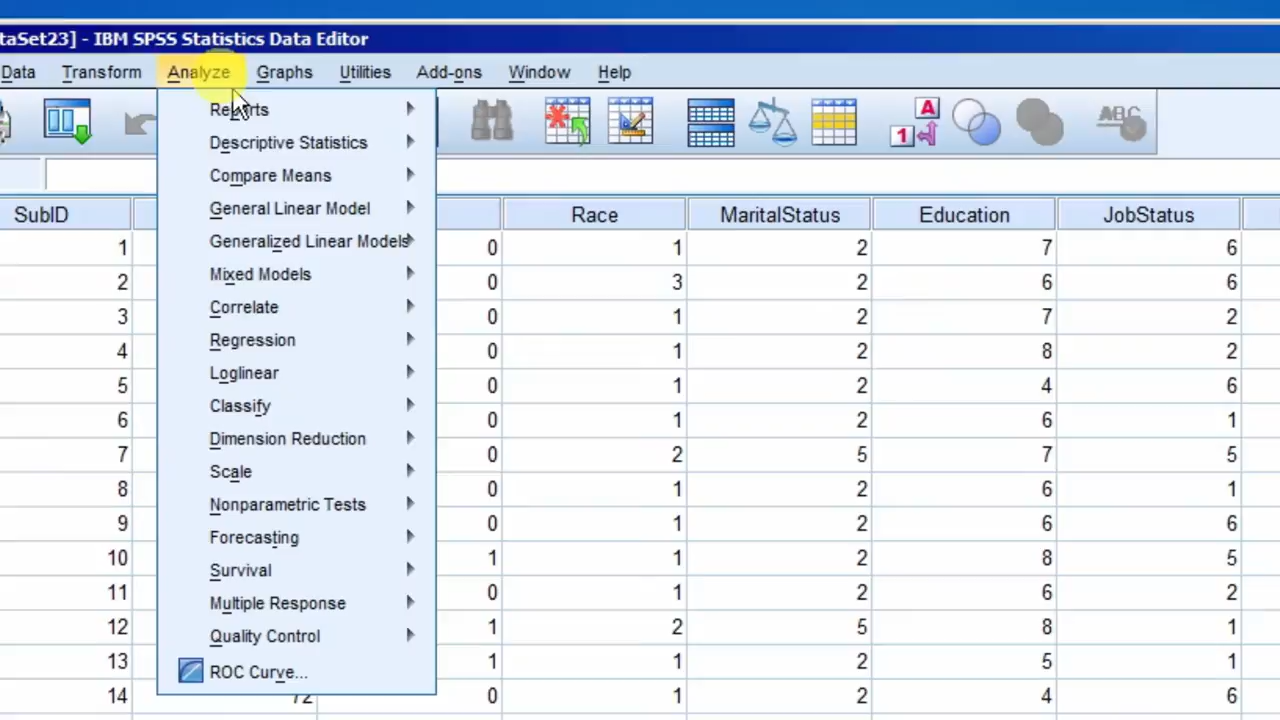 taSet23] - IBM SPSS Statistics Data Editor
Data Transform Analyze Graphs Utilities Add-ons Window Help
A
1
ABC
Reports
Descriptive Statistics
Compare Means
General Linear Model
Generalized Linear Models
Mixed Models
Correlate
Regression
Loglinear
Classify
Dimension Reduction
Scale
Nonparametric Tests
Forecasting
Survival
Multiple Response
Quality Control
ROC Curve...
SubID Race MaritalStatus Education JobStatus
1 0 1 2 7 6
2 0 3 2 6 6
3 0 1 2 7 2
4 0 1 2 8 2
5 0 1 2 4 6
6 0 1 2 6 1
7 0 2 5 7 5
8 0 1 2 6 1
9 0 1 2 6 6
10 1 1 2 8 5
11 0 1 2 6 2
12 1 2 5 8 1
13 1 1 2 5 1
14 72 0 1 2 4 6